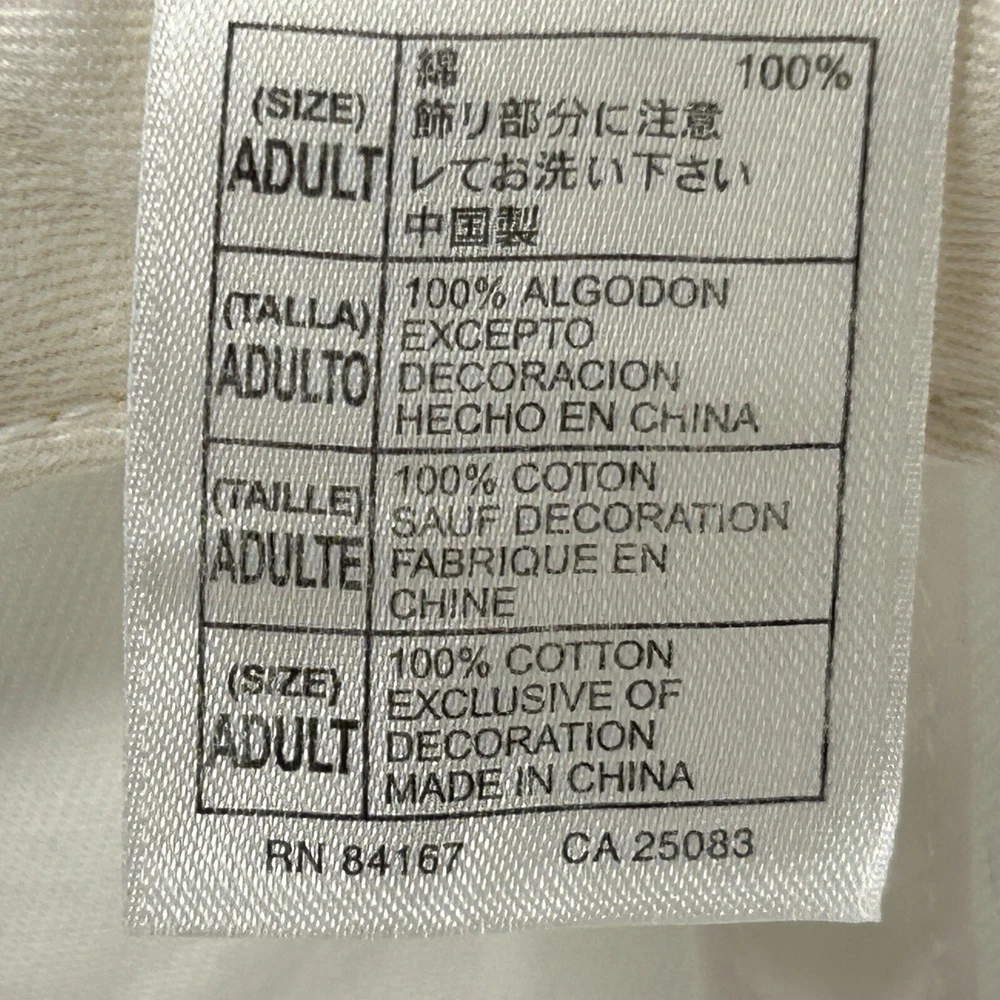 (SIZE)
ADULT
綿 100%
飾り部分に注意
してお洗い下さい
中国製
(TALLA)
ADULTO
100% ALGODON
EXCEPTO
DECORACION
HECHO EN CHINA
(TAILLE)
ADULTE
100% COTON
SAUF DECORATION
FABRIQUE EN
CHINE
(SIZE)
ADULT
100% COTTON
EXCLUSIVE OF
DECORATION
MADE IN CHINA
RN 84167 CA 25083